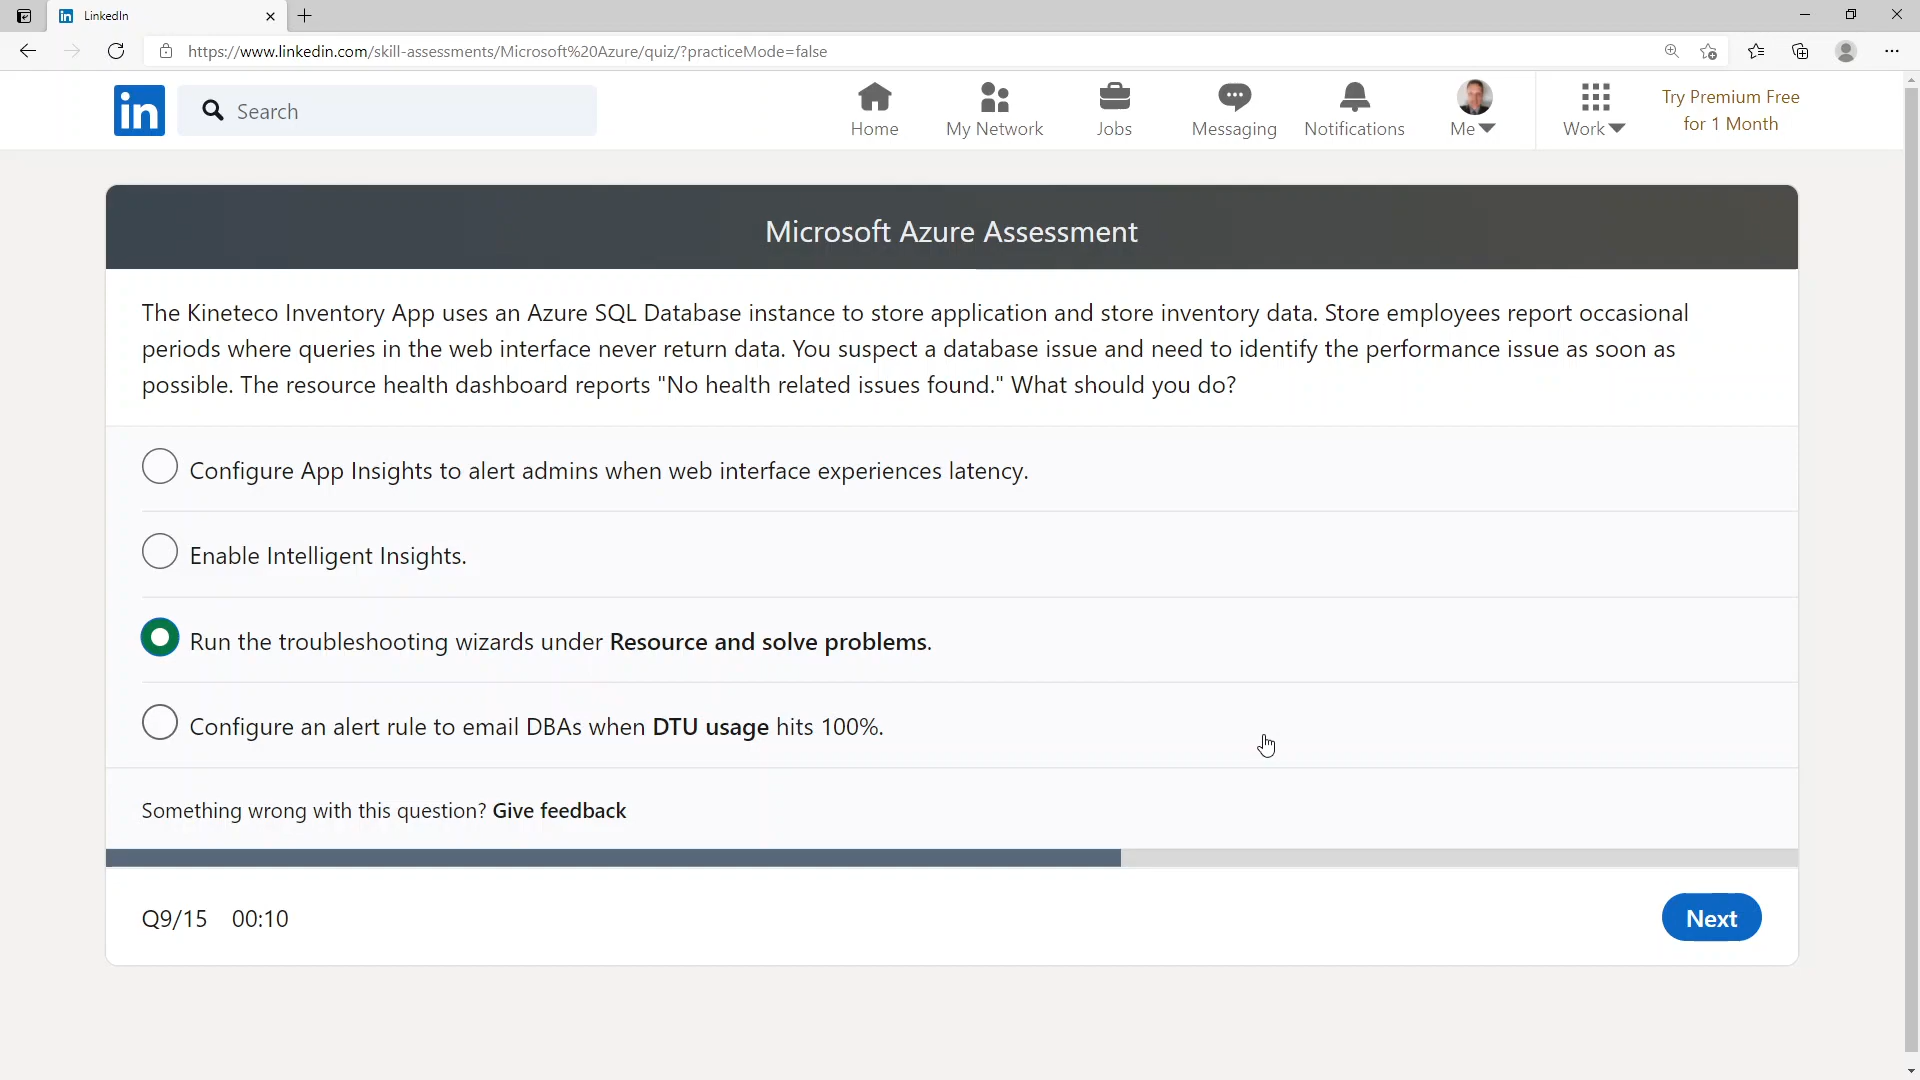 LinkedIn
https://www.linkedin.com/skill-assessments/Microsoft%20Azure/quiz/?practiceMode=false
in
Search
Home
My Network
Jobs
Messaging
Notifications
Me
Work
Try Premium Free
for 1 Month
Microsoft Azure Assessment
The Kineteco Inventory App uses an Azure SQL Database instance to store application and store inventory data. Store employees report occasional
periods where queries in the web interface never return data. You suspect a database issue and need to identify the performance issue as soon as
possible. The resource health dashboard reports "No health related issues found." What should you do?
Configure App Insights to alert admins when web interface experiences latency.
Enable Intelligent Insights.
Run the troubleshooting wizards under Resource and solve problems.
Configure an alert rule to email DBAs when DTU usage hits 100%.
Something wrong with this question? Give feedback
Q9/15 00:10
Next